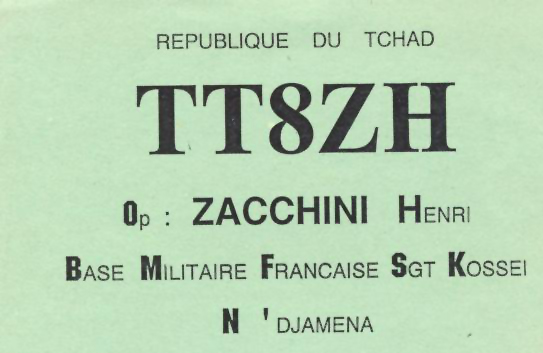 REPUBLIQUE DU TCHAD
TT8ZH
Op : ZACCHINI HENRI
BASE MILITAIRE FRANCAISE SGT KOSSEI
N 'DJAMENA